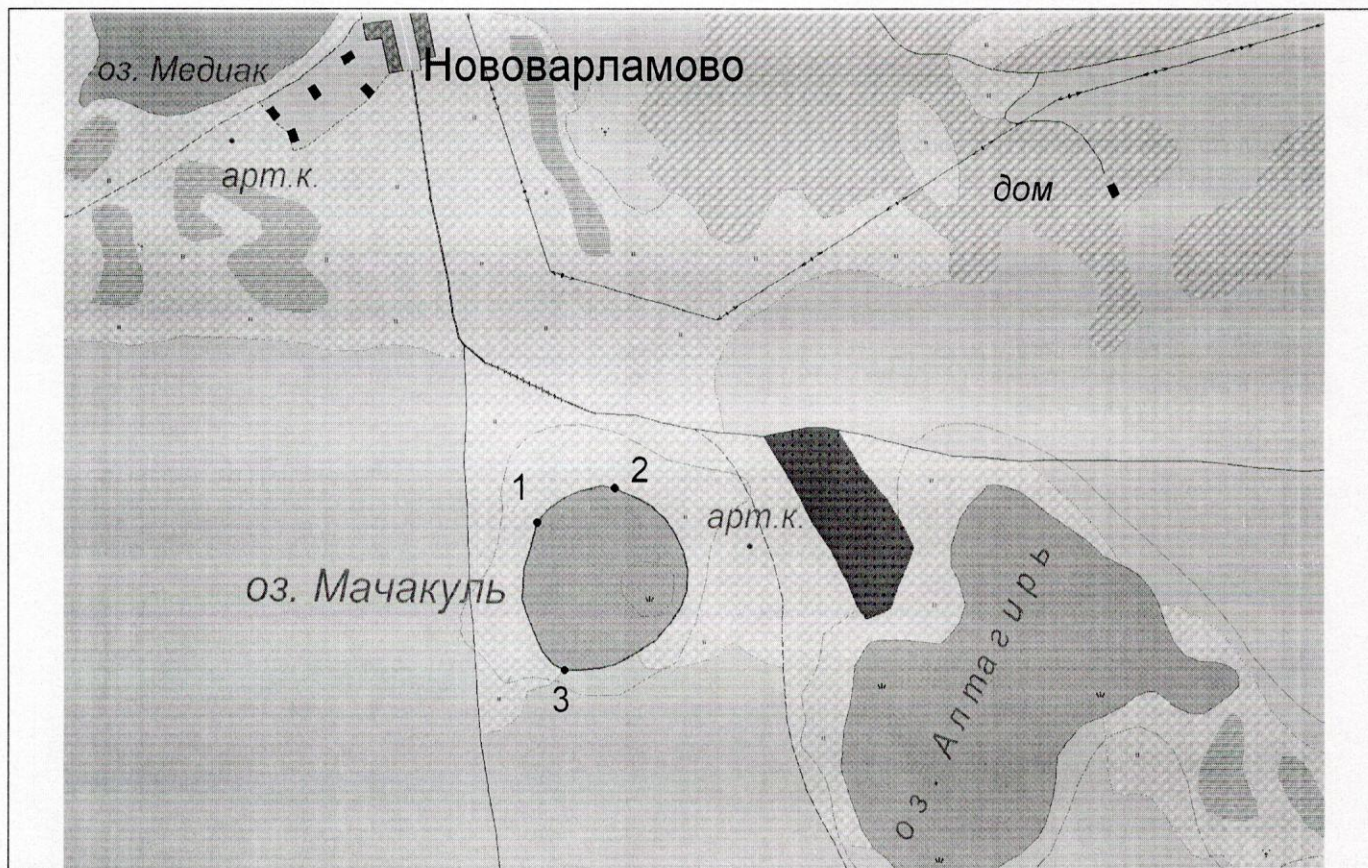 Нововарламово
оз. Медиак
арт.к.
дом
1
2
арт.к.
оз. Мачакуль
3
оз. Алтагирь